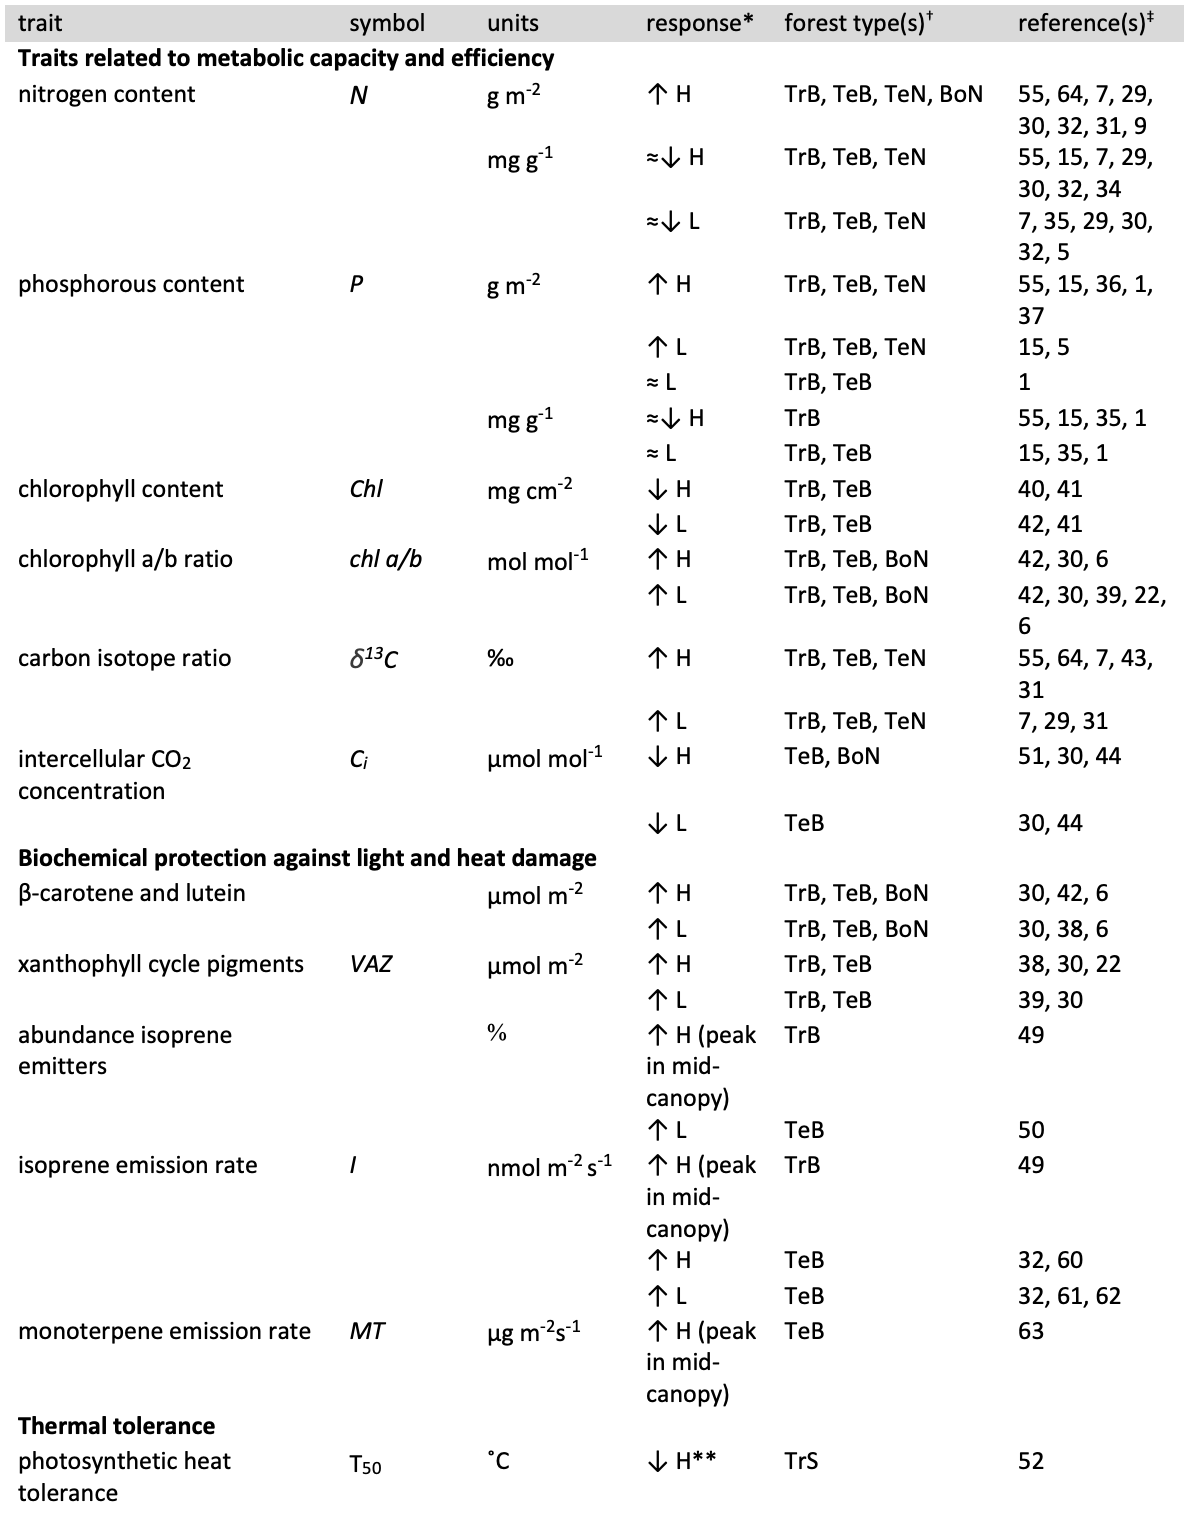 trait symbol units response* forest type(s)† reference(s)‡
Traits related to metabolic capacity and efficiency
nitrogen content N g m-2 ↑ H TrB, TeB, TeN, BoN 55, 64, 7, 29,
30, 32, 31, 9
mg g-1 ≈↓ H TrB, TeB, TeN 55, 15, 7, 29,
30, 32, 34
≈↓ L TrB, TeB, TeN 7, 35, 29, 30,
32, 5
phosphorous content P g m-2 ↑ H TrB, TeB, TeN 55, 15, 36, 1,
37
↑ L TrB, TeB, TeN 15, 5
≈ L TrB, TeB 1
mg g-1 ≈↓ H TrB 55, 15, 35, 1
≈ L TrB, TeB 15, 35, 1
chlorophyll content Chl mg cm-2 ↓ H TrB, TeB 40, 41
↓ L TrB, TeB 42, 41
chlorophyll a/b ratio chl a/b mol mol-1 ↑ H TrB, TeB, BoN 42, 30, 6
↑ L TrB, TeB, BoN 42, 30, 39, 22,
6
carbon isotope ratio δ13C ‰ ↑ H TrB, TeB, TeN 55, 64, 7, 43,
31
↑ L TrB, TeB, TeN 7, 29, 31
intercellular CO2 Ci µmol mol-1 ↓ H TeB, BoN 51, 30, 44
concentration
↓ L TeB 30, 44
Biochemical protection against light and heat damage
β-carotene and lutein µmol m-2 ↑ H TrB, TeB, BoN 30, 42, 6
↑ L TrB, TeB, BoN 30, 38, 6
xanthophyll cycle pigments VAZ µmol m-2 ↑ H TrB, TeB 38, 30, 22
↑ L TrB, TeB 39, 30
abundance isoprene % ↑ H (peak TrB 49
emitters in mid-
canopy)
↑ L TeB 50
isoprene emission rate I nmol m-2 s-1 ↑ H (peak TrB 49
in mid-
canopy)
↑ H TeB 32, 60
↑ L TeB 32, 61, 62
monoterpene emission rate MT µg m-2s-1 ↑ H (peak TeB 63
in mid-
canopy)
Thermal tolerance
photosynthetic heat T50 ˚C ↓ H** TrS 52
tolerance